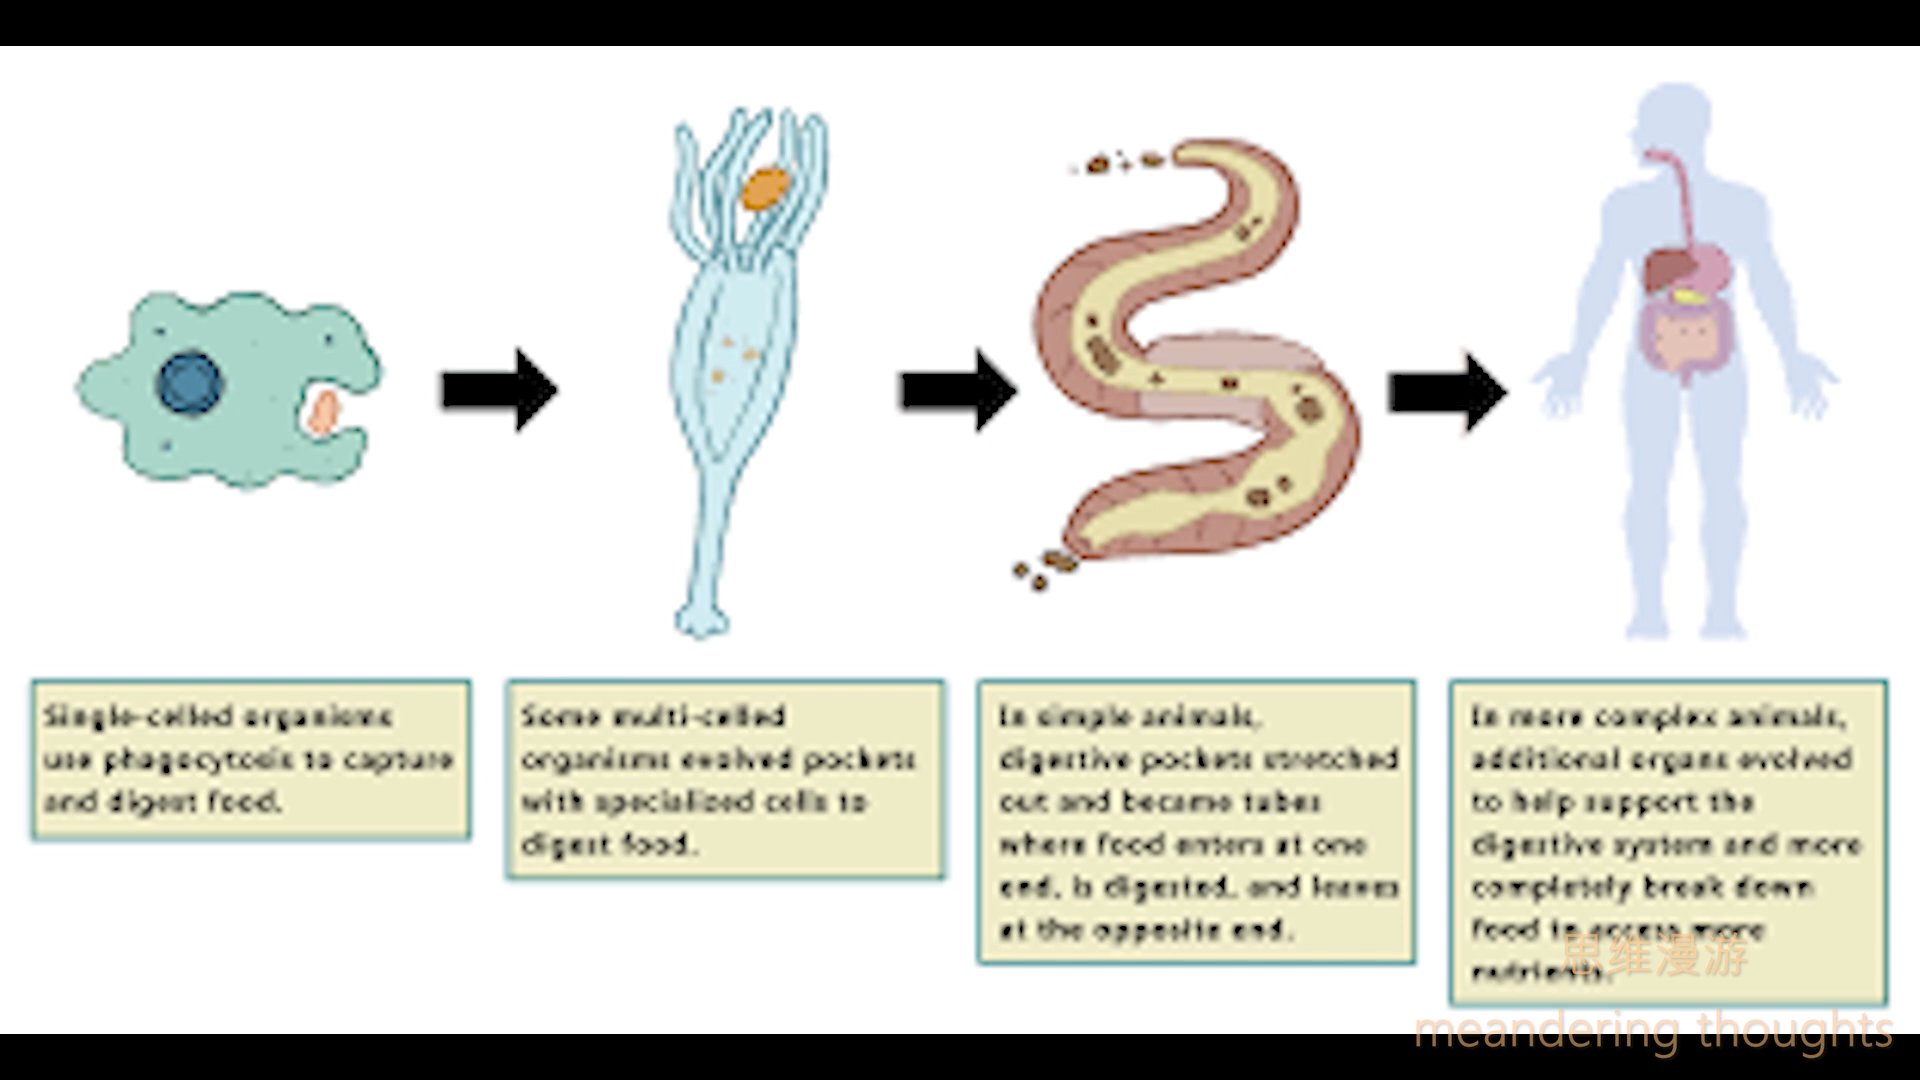 Single-celled organisms
use phagocytosis to capture
and digest food.
Some multi-celled
organisms evolved pockets
with specialized cells to
digest food.
In simple animals,
digestive pockets stretched
out and became tubes
where food enters at one
end, is digested, and leaves
at the opposite end.
In more complex animals,
additional organs evolved
to help support the
digestive system and more
completely break down
food to access more
nutrients.
思维漫游
meandering thoughts